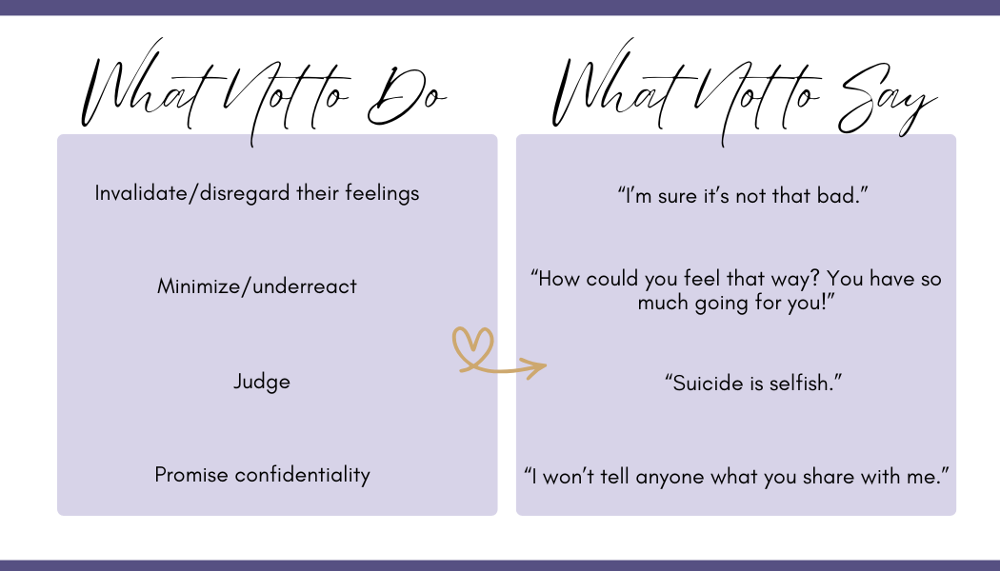 What Not to Do
What Not to Say
Invalidate/disregard their feelings
“I’m sure it’s not that bad.”
Minimize/underreact
“How could you feel that way? You have so
much going for you!”
Judge
“Suicide is selfish.”
Promise confidentiality
“I won’t tell anyone what you share with me.”